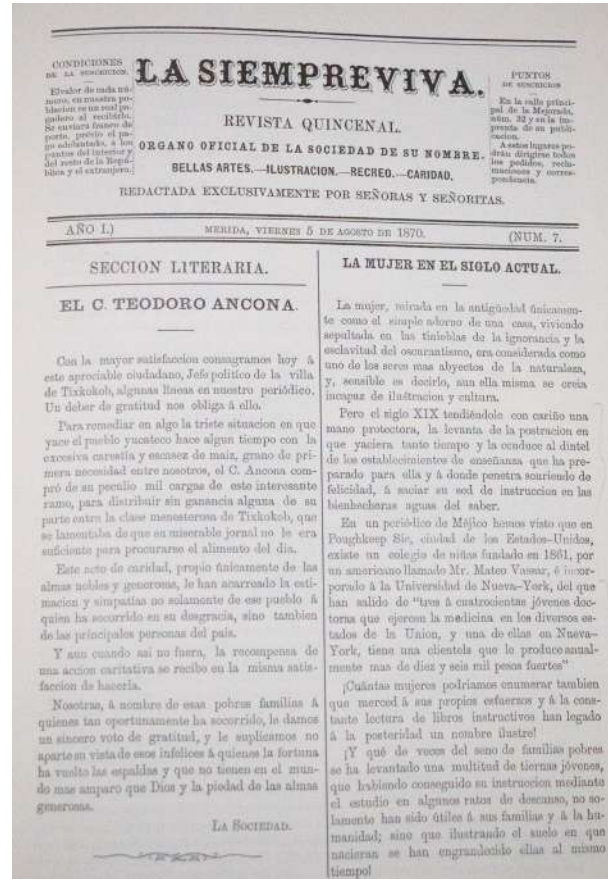 CONDICIONES
DE LA SUSCRICION.
El valor de cada nú-
mero, en nuestra po-
blacion es un real pa-
gadero al recibirlo.
Se enviará franco de
porte, prévio el pa-
go adelantado, á los
puntos del interior y
del resto de la Repú-
blica y el extranjero.
LA SIEMPREVIVA.
REVISTA QUINCENAL.
ORGANO OFICIAL DE LA SOCIEDAD DE SU NOMBRE.
BELLAS ARTES.—ILUSTRACION.—RECREO.—CARIDAD.
REDACTADA EXCLUSIVAMENTE POR SEÑORAS Y SEÑORITAS.
PUNTOS
DE SUSCRICION
En la calle princi-
pal de la Mejorada,
núm. 32 y en la im-
prenta de su publi-
cacion.
A estos lugares po-
drán dirigirse todos
los pedidos, recla-
maciones y corres-
pondencia.
AÑO I.)
MERIDA, VIERNES 5 DE AGOSTO DE 1870.
(NUM. 7.
SECCION LITERARIA.
EL C. TEODORO ANCONA.
Con la mayor satisfaccion consagramos hoy á
este apreciable ciudadano, Jefe político de la villa
de Tixkokob, algunas líneas en nuestro periódico.
Un deber de gratitud nos obliga á ello.
Para remediar en algo la triste situacion en que
yace el pueblo yucateco hace algun tiempo con la
excesiva carestía y escasez de maiz, grano de pri-
mera necesidad entre nosotros, el C. Ancona com-
pró de su peculio mil cargas de este interesante
ramo, para distribuir sin ganancia alguna de su
parte entre la clase menesterosa de Tixkokob, que
se lamentaba de que su miserable jornal no le era
suficiente para procurarse el alimento del dia.
Este acto de caridad, propio únicamente de las
almas nobles y generosas, le han acarreado la esti-
macion y simpatías no solamente de ese pueblo á
quien ha socorrido en su desgracia, sino tambien
de las principales personas del pais.
Y aun cuando asi no fuera, la recompensa de
una accion caritativa se recibe en la misma satis-
faccion de hacerla.
Nosotras, á nombre de esas pobres familias á
quienes tan oportunamente ha socorrido, le damos
un sincero voto de gratitud, y le suplicamos no
aparte su vista de esos infelices á quienes la fortuna
ha vuelto las espaldas y que no tienen en el mun-
do mas amparo que Dios y la piedad de las almas
generosas.
LA SOCIEDAD.
LA MUJER EN EL SIGLO ACTUAL.
La mujer, mirada en la antigüedad únicamen-
te como el simple adorno de una casa, viviendo
sepultada en las tinieblas de la ignorancia y la
esclavitud del oscurantismo, era considerada como
uno de los seres mas abyectos de la naturaleza,
y, sensible es decirlo, aun ella misma se creia
incapaz de ilustracion y cultura.
Pero el siglo XIX tendiéndole con cariño una
mano protectora, la levanta de la postracion en
que yaciera tanto tiempo y la conduce al dintel
de los establecimientos de enseñanza que ha pre-
parado para ella y á donde penetra sonriendo de
felicidad, á saciar su sed de instruccion en las
bienhechoras aguas del saber.
En un periódico de Méjico hemos visto que en
Poughkeep Sie, ciudad de los Estados-Unidos,
existe un colegio de niñas fundado en 1861, por
un americano llamado Mr. Mateo Vassar, é incor-
porado á la Universidad de Nueva-York, del que
han salido de "tres á cuatrocientas jóvenes doc-
toras que ejercen la medicina en los diversos es-
tados de la Union, y una de ellas en Nueva-
York, tiene una clientela que le produce anual-
mente mas de diez y seis mil pesos fuertes"
¡Cuántas mujeres podriamos enumerar tambien
que merced á sus propios esfuerzos y á la cons-
tante lectura de libros instructivos han legado
á la posteridad un nombre ilustre!
¡Y qué de veces del seno de familias pobres
se ha levantado una multitud de tiernas jóvenes,
que habiendo conseguido su instruccion mediante
el estudio en algunos ratos de descanso, no so-
lamente han sido útiles á sus familias y á la hu-
manidad; sino que ilustrando el suelo en que
nacieran se han engrandecido ellas al mismo
tiempo!